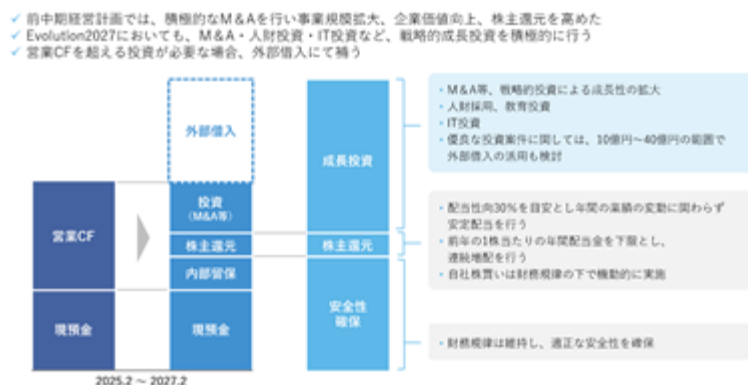 前中期経営計画では、積極的なM＆Aを行い事業規模拡大、企業価値向上、株主還元を高めた
Evolution2027においても、M＆A・人財投資・IT投資など、戦略的成長投資を積極的に行う
営業CFを超える投資が必要な場合、外部借入にて補う
営業CF
現預金
外部借入
投資
（M&A等）
株主還元
内部留保
現預金
成長投資
株主還元
安全性
確保
・M＆A等、戦略的投資による成長性の拡大
・人財採用、教育投資
・IT投資
・優良な投資案件に関しては、10億円～40億円の範囲で
外部借入の活用も検討
・配当性向30%を目安とし年間の業績の変動に関わらず
安定配当を行う
・前年の1株当たりの年間配当金を下限とし、
連続増配を行う
・自社株買いは財務規律の下で機動的に実施
・財務規律は維持し、適正な安全性を確保
2025.2 ～ 2027.2